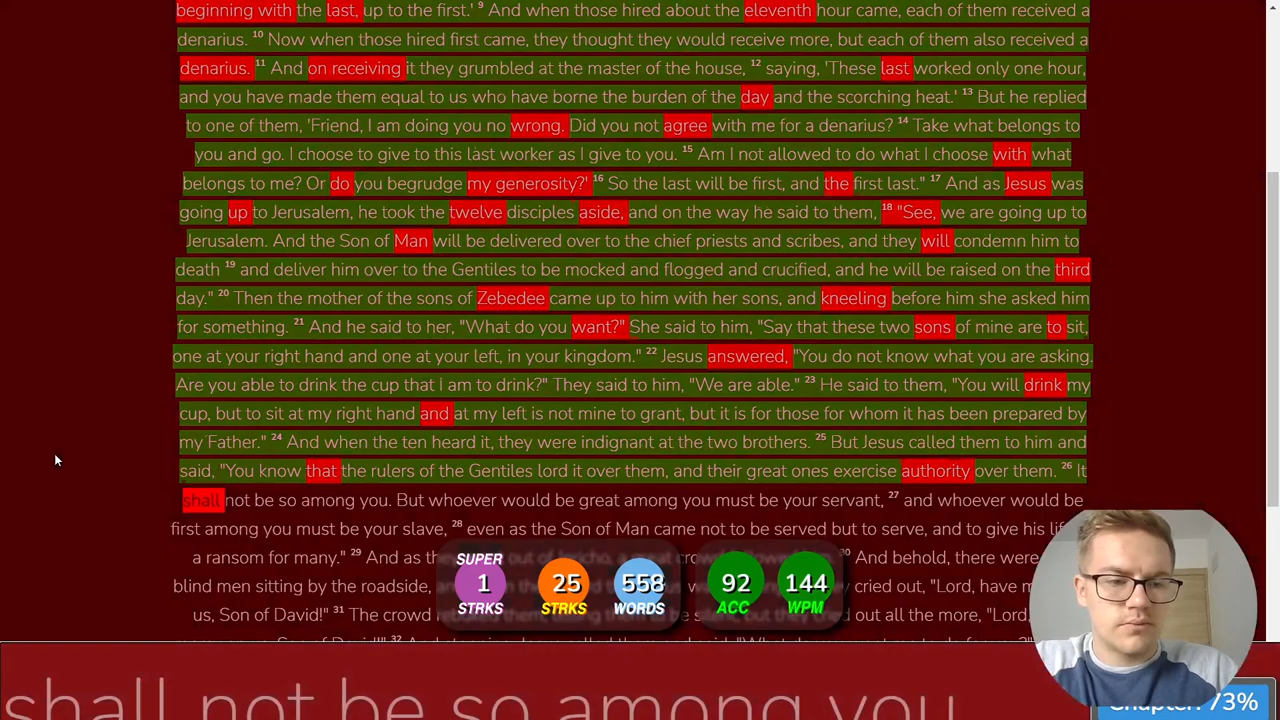 beginning with the last, up to the first.' 9 And when those hired about the eleventh hour came, each of them received a
denarius. 10 Now when those hired first came, they thought they would receive more, but each of them also received a
denarius. 11 And on receiving it they grumbled at the master of the house, 12 saying, 'These last worked only one hour,
and you have made them equal to us who have borne the burden of the day and the scorching heat.' 13 But he replied
to one of them, 'Friend, I am doing you no wrong. Did you not agree with me for a denarius? 14 Take what belongs to
you and go. I choose to give to this last worker as I give to you. 15 Am I not allowed to do what I choose with what
belongs to me? Or do you begrudge my generosity?' 16 So the last will be first, and the first last." 17 And as Jesus was
going up to Jerusalem, he took the twelve disciples aside, and on the way he said to them, 18 "See, we are going up to
Jerusalem. And the Son of Man will be delivered over to the chief priests and scribes, and they will condemn him to
death 19 and deliver him over to the Gentiles to be mocked and flogged and crucified, and he will be raised on the third
day." 20 Then the mother of the sons of Zebedee came up to him with her sons, and kneeling before him she asked him
for something. 21 And he said to her, "What do you want?" She said to him, "Say that these two sons of mine are to sit,
one at your right hand and one at your left, in your kingdom." 22 Jesus answered, "You do not know what you are asking.
Are you able to drink the cup that I am to drink?" They said to him, "We are able." 23 He said to them, "You will drink my
cup, but to sit at my right hand and at my left is not mine to grant, but it is for those for whom it has been prepared by
my Father." 24 And when the ten heard it, they were indignant at the two brothers. 25 But Jesus called them to him and
said, "You know that the rulers of the Gentiles lord it over them, and their great ones exercise authority over them. 26 It
shall not be so among you. But whoever would be great among you must be your servant, 27 and whoever would be
first among you must be your slave, 28 even as the Son of Man came not to be served but to serve, and to give his
a ransom for many." 29 And as out of 30 And behold, there were
blind men sitting by the roadside, and cried out, "Lord, have
us, Son of David!" 31 The crowd out all the more, "Lord,
SUPER
1 25 558 92 144
STRKS STRKS WORDS ACC WPM
shall not be so among you
Chapter: 73%